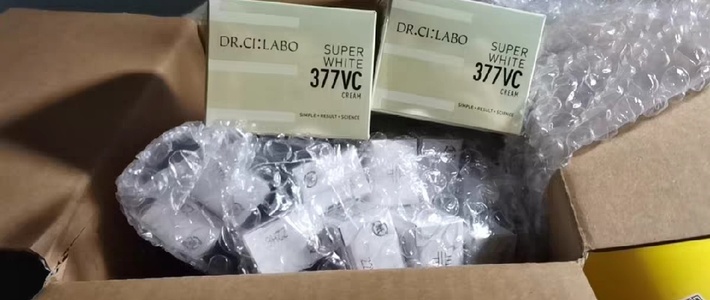 DR.CI:LABO
SUPER
WHITE
377VC
CREAM
SIMPLE • RESULT • SCIENCE
DR.CI:LABO
SUPER
WHITE
377VC
CREAM
SIMPLE • RESULT • SCIENCE